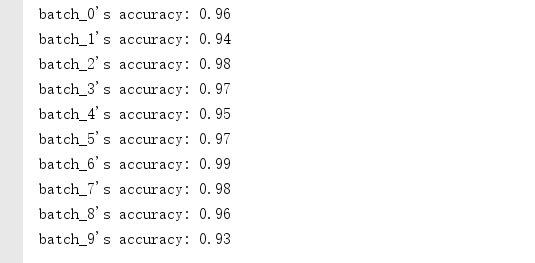 batch_0's accuracy: 0.96
batch_1's accuracy: 0.94
batch_2's accuracy: 0.98
batch_3's accuracy: 0.97
batch_4's accuracy: 0.95
batch_5's accuracy: 0.97
batch_6's accuracy: 0.99
batch_7's accuracy: 0.98
batch_8's accuracy: 0.96
batch_9's accuracy: 0.93